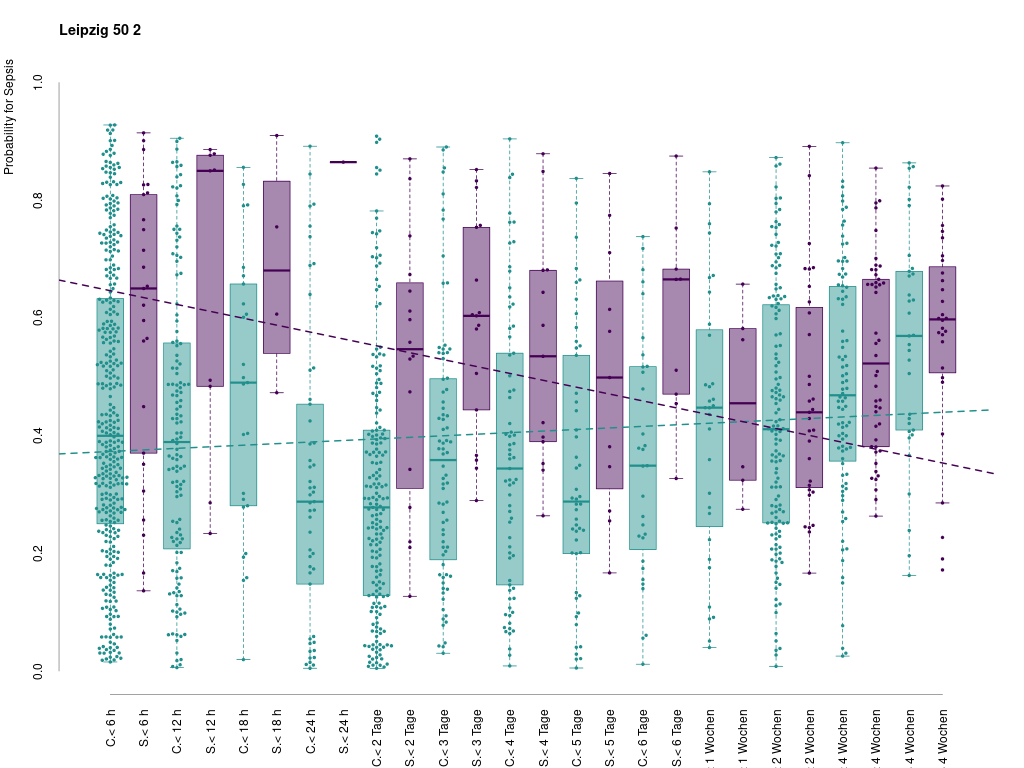 Leipzig 50 2
Probability for Sepsis
1.0
0.8
0.6
0.4
0.2
0.0
C.< 6 h
S.< 6 h
C.< 12 h
S.< 12 h
C.< 18 h
S.< 18 h
C.< 24 h
S.< 24 h
C.< 2 Tage
S.< 2 Tage
C.< 3 Tage
S.< 3 Tage
C.< 4 Tage
S.< 4 Tage
C.< 5 Tage
S.< 5 Tage
C.< 6 Tage
S.< 6 Tage
1 Wochen
1 Wochen
2 Wochen
2 Wochen
4 Wochen
4 Wochen
4 Wochen
4 Wochen